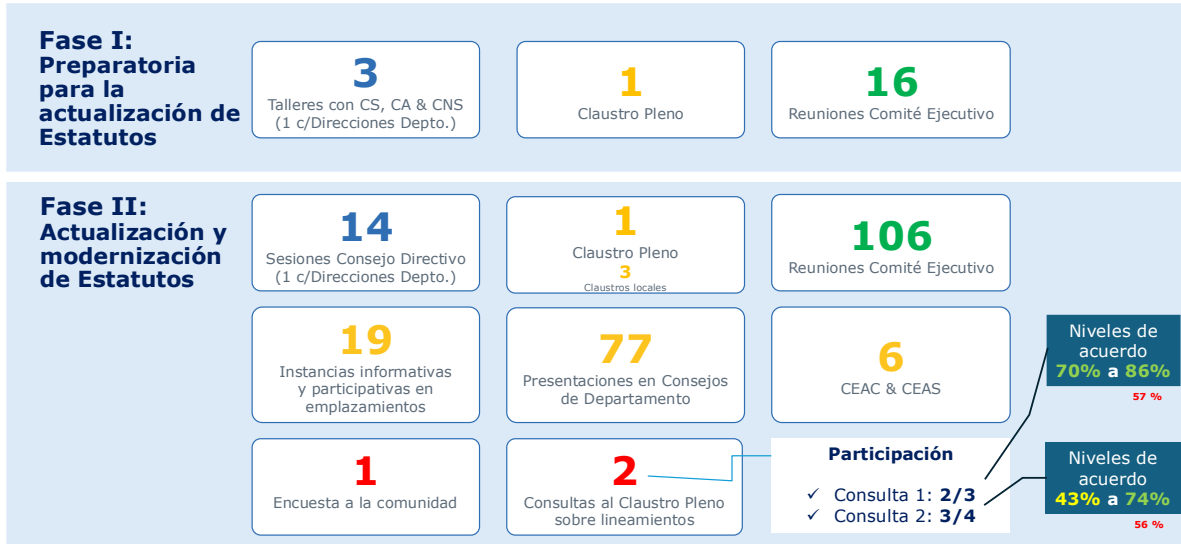 Fase I:
Preparatoria
para la
actualización de
Estatutos
3
Talleres con CS, CA & CNS
(1 c/Direcciones Depto.)
1
Claustro Pleno
16
Reuniones Comité Ejecutivo
Fase II:
Actualización y
modernización
de Estatutos
14
Sesiones Consejo Directivo
(1 c/Direcciones Depto.)
1
Claustro Pleno
3
Claustros locales
106
Reuniones Comité Ejecutivo
19
Instancias informativas
y participativas en
emplazamientos
77
Presentaciones en Consejos
de Departamento
6
CEAC & CEAS
Niveles de
acuerdo
70% a 86%
57 %
1
Encuesta a la comunidad
2
Consultas al Claustro Pleno
sobre lineamientos
Participación
✓ Consulta 1: 2/3
✓ Consulta 2: 3/4
Niveles de
acuerdo
43% a 74%
56 %